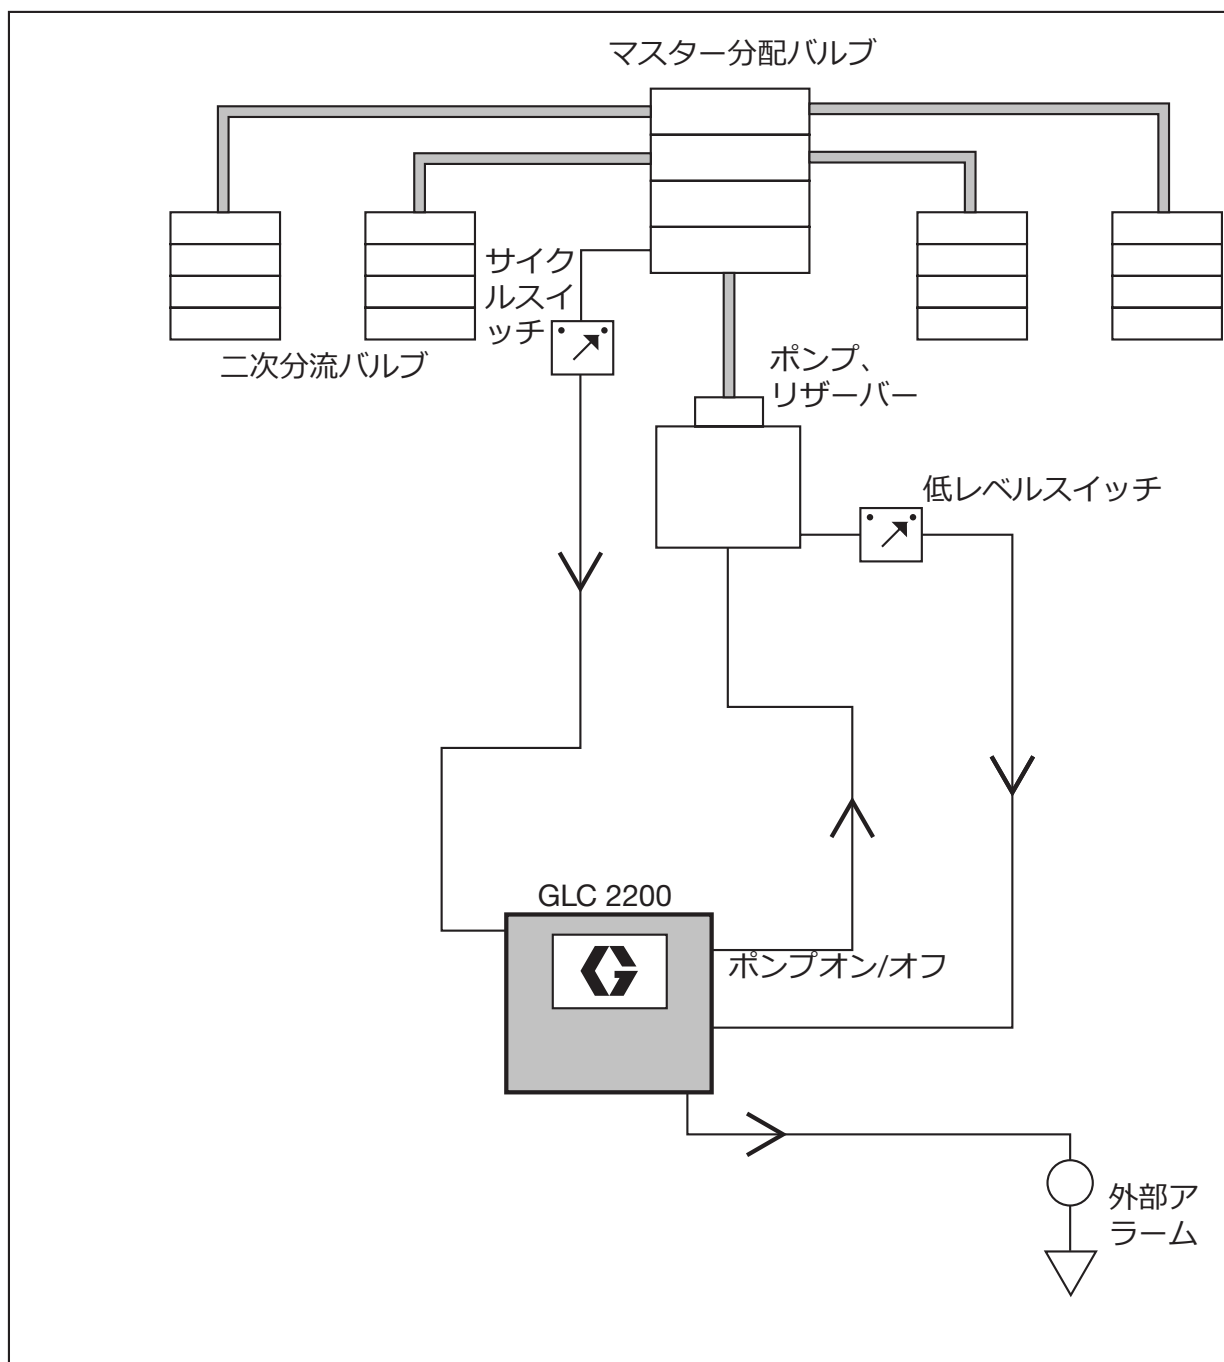 マスター分配バルブ
サイク
ルスイ
ッチ
二次分流バルブ
ポンプ、
リザーバー
低レベルスイッチ
GLC 2200
ポンプオン/オフ
外部ア
ラーム